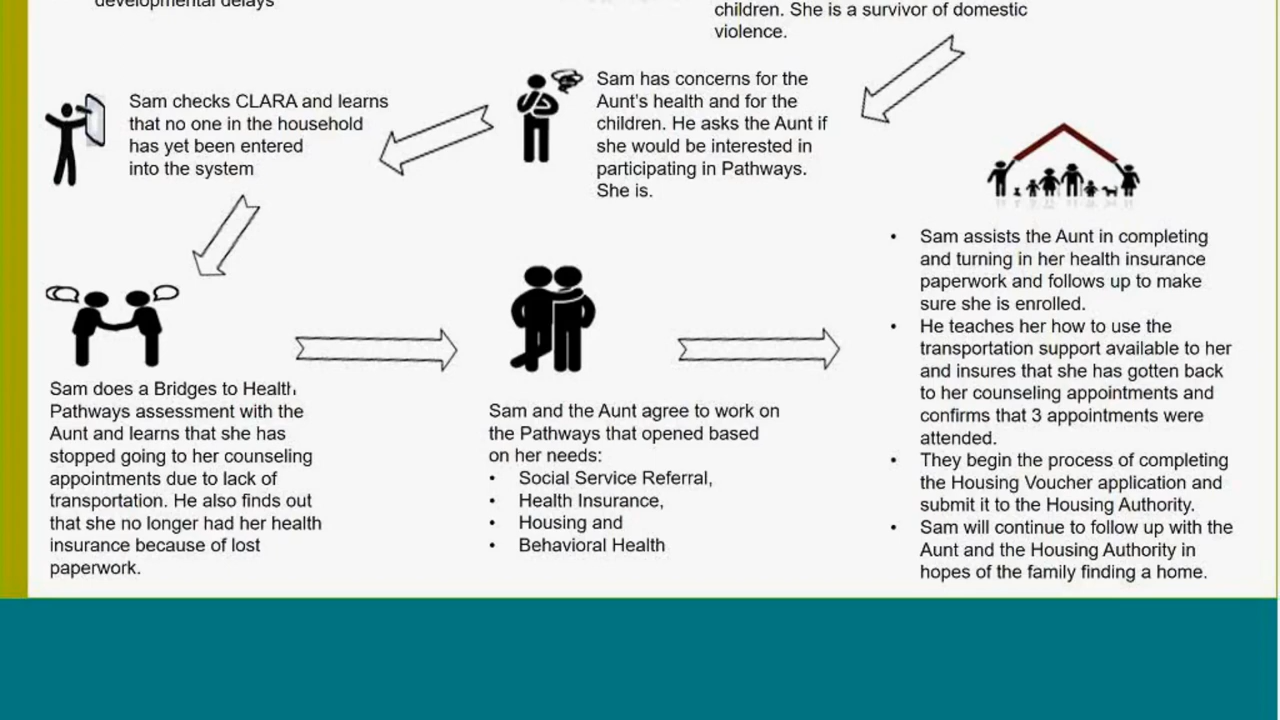 developmental delays
children. She is a survivor of domestic
violence.
Sam has concerns for the
Aunt's health and for the
children. He asks the Aunt if
she would be interested in
participating in Pathways.
She is.
Sam checks CLARA and learns
that no one in the household
has yet been entered
into the system
Sam does a Bridges to Health
Pathways assessment with the
Aunt and learns that she has
stopped going to her counseling
appointments due to lack of
transportation. He also finds out
that she no longer had her health
insurance because of lost
paperwork.
Sam and the Aunt agree to work on
the Pathways that opened based
on her needs:
• Social Service Referral,
• Health Insurance,
• Housing and
• Behavioral Health
• Sam assists the Aunt in completing
and turning in her health insurance
paperwork and follows up to make
sure she is enrolled.
• He teaches her how to use the
transportation support available to her
and insures that she has gotten back
to her counseling appointments and
confirms that 3 appointments were
attended.
• They begin the process of completing
the Housing Voucher application and
submit it to the Housing Authority.
• Sam will continue to follow up with the
Aunt and the Housing Authority in
hopes of the family finding a home.